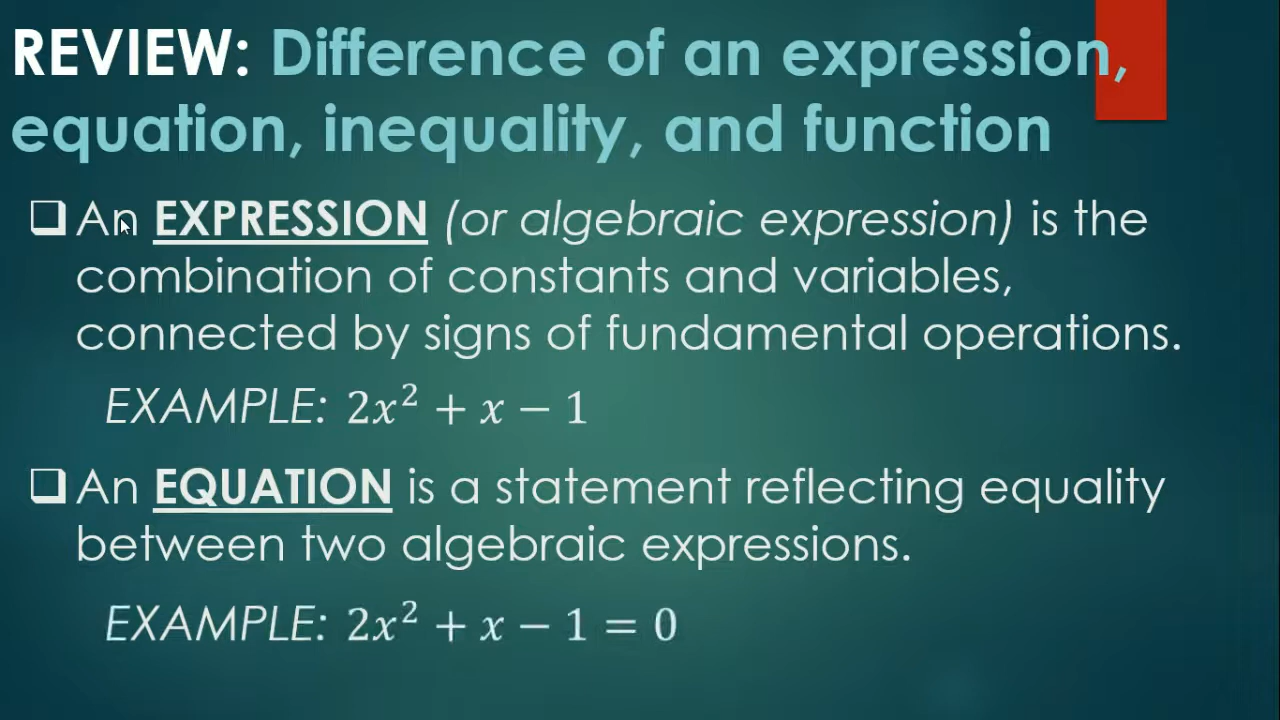 REVIEW: Difference of an expression,
equation, inequality, and function
❑ An EXPRESSION (or algebraic expression) is the
combination of constants and variables,
connected by signs of fundamental operations.
EXAMPLE: 2x² + x − 1
❑ An EQUATION is a statement reflecting equality
between two algebraic expressions.
EXAMPLE: 2x² + x − 1 = 0